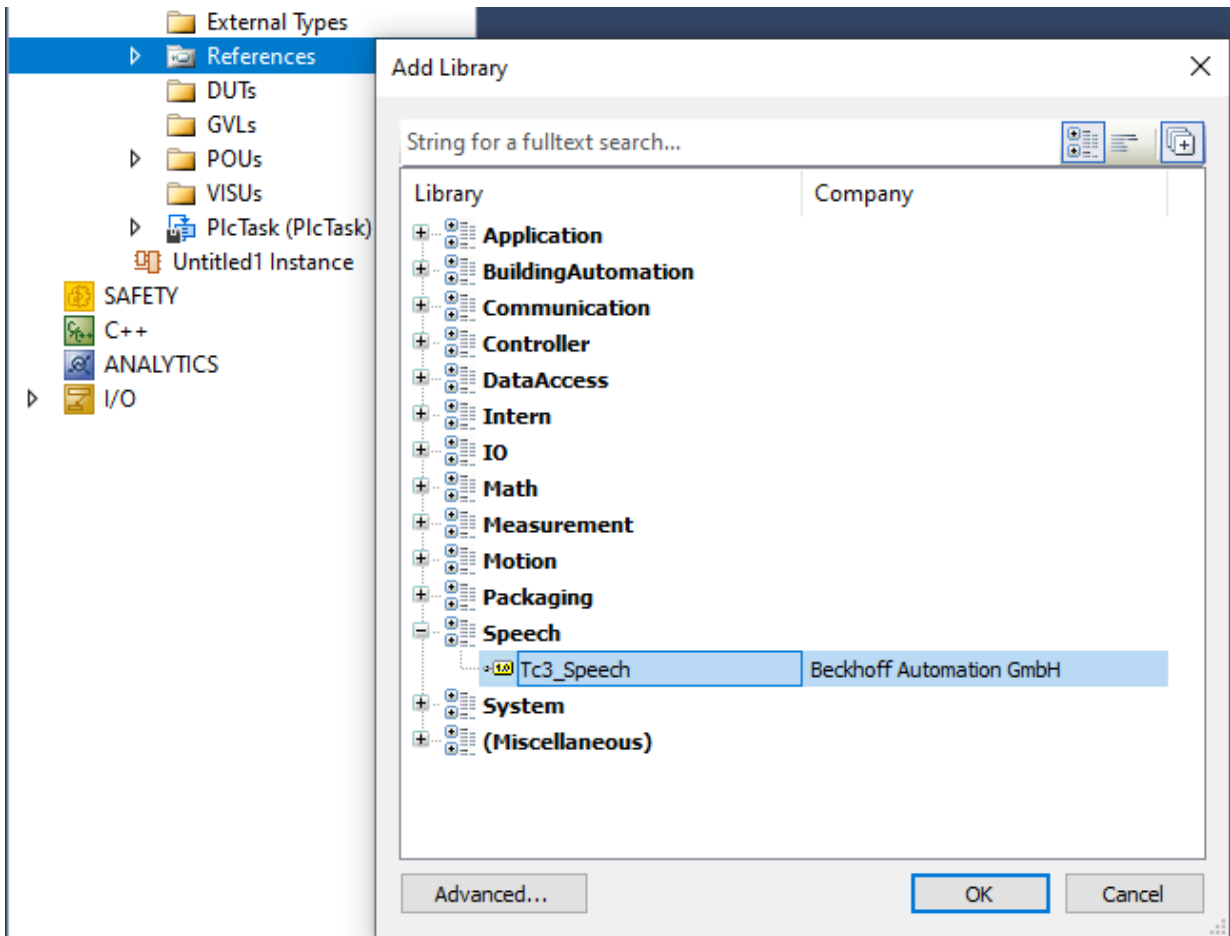 External Types
References
DUTs
GVLs
POUs
VISUs
PlcTask (PlcTask)
Untitled1 Instance
SAFETY
C++
ANALYTICS
I/O
Add Library
String for a fulltext search...
Library Company
Application
BuildingAutomation
Communication
Controller
DataAccess
Intern
IO
Math
Measurement
Motion
Packaging
Speech
Tc3_Speech Beckhoff Automation GmbH
System
(Miscellaneous)
Advanced... OK Cancel